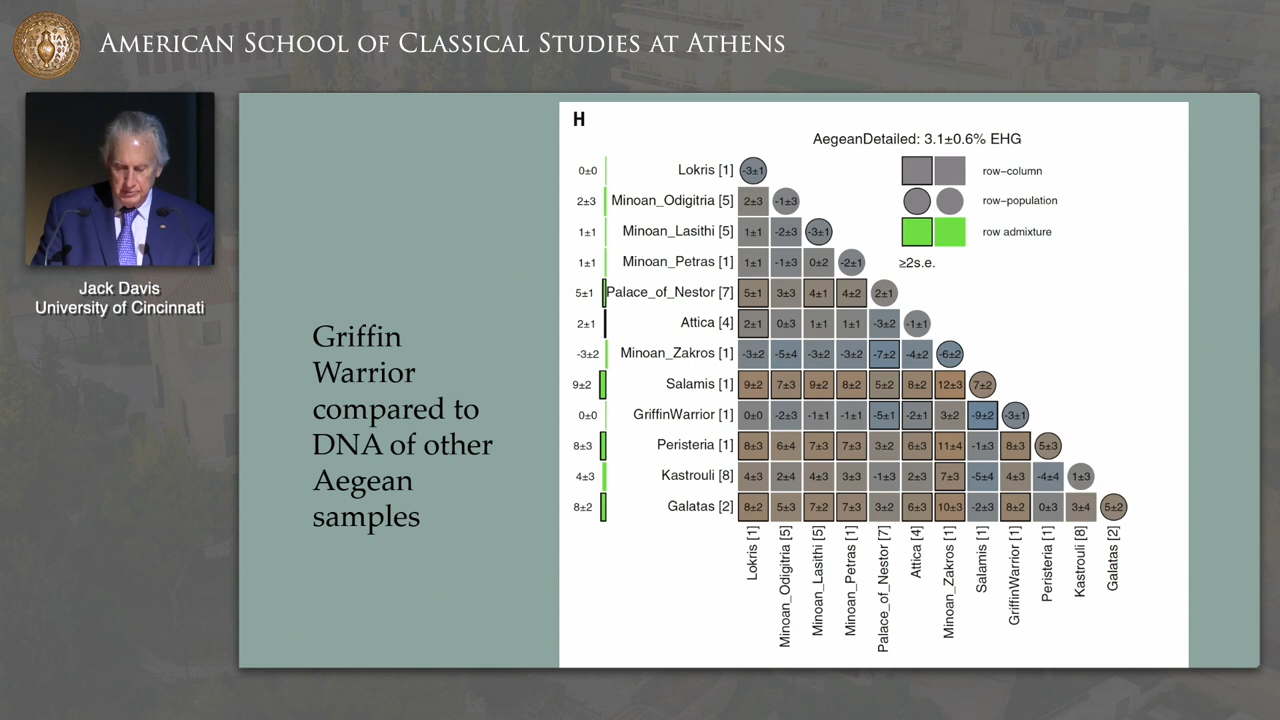 AMERICAN SCHOOL OF CLASSICAL STUDIES AT ATHENS
Jack Davis
University of Cincinnati
Griffin
Warrior
compared to
DNA of other
Aegean
samples
H
AegeanDetailed: 3.1±0.6% EHG
row−column
row−population
row admixture
≥2s.e.
0±0 Lokris [1] -3±1
2±3 Minoan_Odigitria [5] 2±3 -1±3
1±1 Minoan_Lasithi [5] 1±1 -2±3 -3±1
1±1 Minoan_Petras [1] 1±1 -1±3 0±2 -2±1
5±1 Palace_of_Nestor [7] 5±1 3±3 4±1 4±2 2±1
2±1 Attica [4] 2±1 0±3 1±1 1±1 -3±2 -1±1
-3±2 Minoan_Zakros [1] -3±2 -5±4 -3±2 -3±2 -7±2 -4±2 -6±2
9±2 Salamis [1] 9±2 7±3 9±2 8±2 5±2 8±2 12±3 7±2
0±0 GriffinWarrior [1] 0±0 -2±3 -1±1 -1±1 -5±1 -2±1 3±2 -9±2 -3±1
8±3 Peristeria [1] 8±3 6±4 7±3 7±3 3±2 6±3 11±4 -1±3 8±3 5±3
4±3 Kastrouli [8] 4±3 2±4 4±3 3±3 -1±3 2±3 7±3 -5±4 4±3 -4±4 1±3
8±2 Galatas [2] 8±2 5±3 7±2 7±3 3±2 6±3 10±3 -2±3 8±2 0±3 3±4 5±2
Lokris [1]
Minoan_Odigitria [5]
Minoan_Lasithi [5]
Minoan_Petras [1]
Palace_of_Nestor [7]
Attica [4]
Minoan_Zakros [1]
Salamis [1]
GriffinWarrior [1]
Peristeria [1]
Kastrouli [8]
Galatas [2]